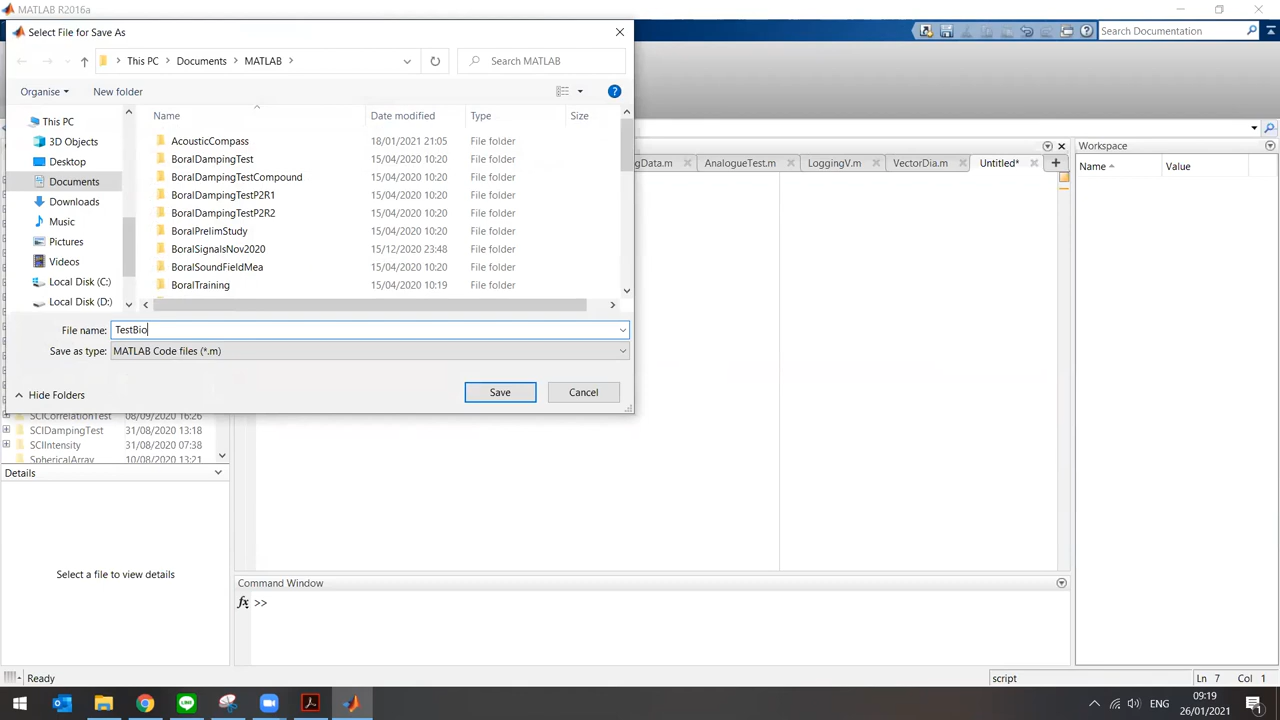 MATLAB R2016a
Select File for Save As
This PC > Documents > MATLAB >
Search MATLAB
Search Documentation
Organise
New folder
Name Date modified Type Size
This PC
3D Objects
Desktop
Documents
Downloads
Music
Pictures
Videos
Local Disk (C:)
Local Disk (D:)
AcousticCompass 18/01/2021 21:05 File folder
BoralDampingTest 15/04/2020 10:20 File folder
BoralDampingTestCompound 15/04/2020 10:20 File folder
BoralDampingTestP2R1 15/04/2020 10:20 File folder
BoralDampingTestP2R2 15/04/2020 10:20 File folder
BoralPrelimStudy 15/04/2020 10:20 File folder
BoralSignalsNov2020 15/12/2020 23:48 File folder
BoralSoundFieldMea 15/04/2020 10:20 File folder
BoralTraining 15/04/2020 10:19 File folder
File name: TestBio
Save as type: MATLAB Code files (*.m)
Hide Folders
Save
Cancel
gData.m
AnalogueTest.m
LoggingV.m
VectorDia.m
Untitled*
Workspace
Name Value
SCICorrelationTest 08/09/2020 16:26
SCIDampingTest 31/08/2020 13:18
SCIIntensity 31/08/2020 07:38
SphericalArray 10/08/2020 13:21
Details
Select a file to view details
Command Window
fx >>
Ready
script
Ln 7 Col 1
ENG
09:19
26/01/2021
1